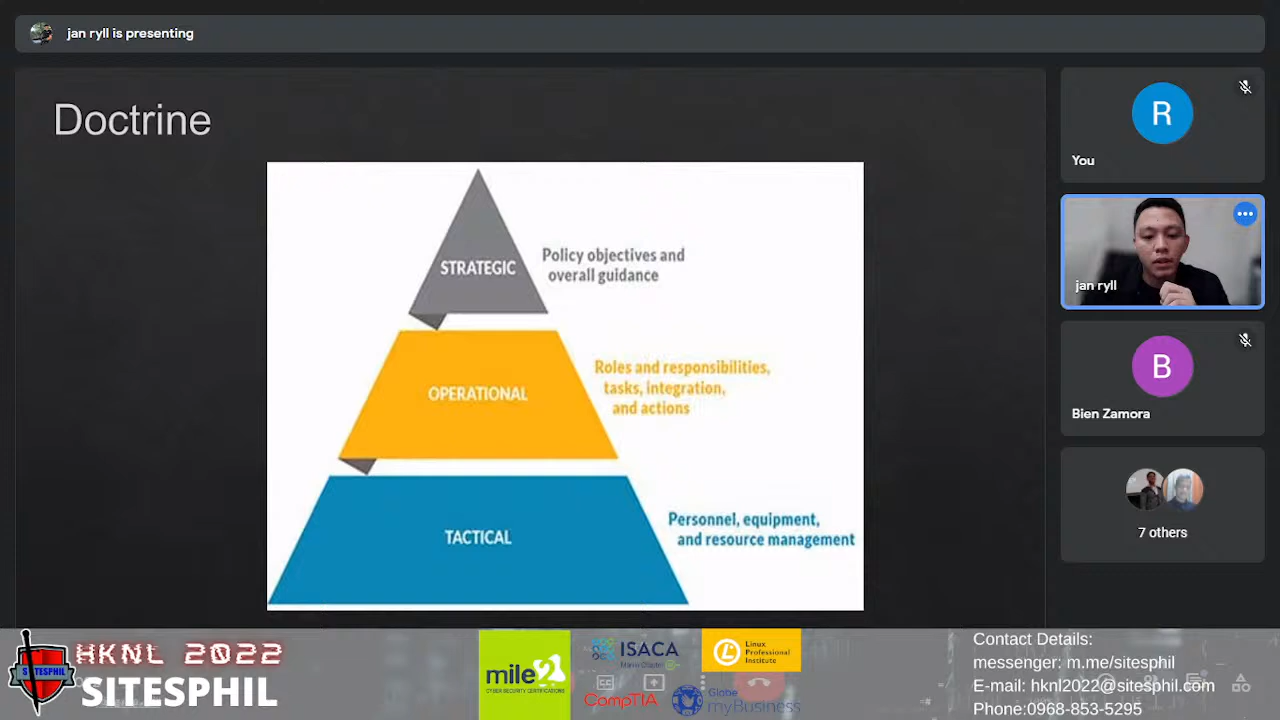 jan ryll is presenting
Doctrine
STRATEGIC
Policy objectives and
overall guidance
OPERATIONAL
Roles and responsibilities,
tasks, integration,
and actions
TACTICAL
Personnel, equipment,
and resource management
R
You
jan ryll
B
Bien Zamora
7 others
SITESPHIL
HKNL 2022
SITESPHIL
mile2
CYBER SECURITY CERTIFICATIONS
ISACA
Manila Chapter
CompTIA
Linux
Professional
Institute
Globe
myBusiness
Contact Details:
messenger: m.me/sitesphil
E-mail: hknl2022@sitesphil.com
Phone:0968-853-5295